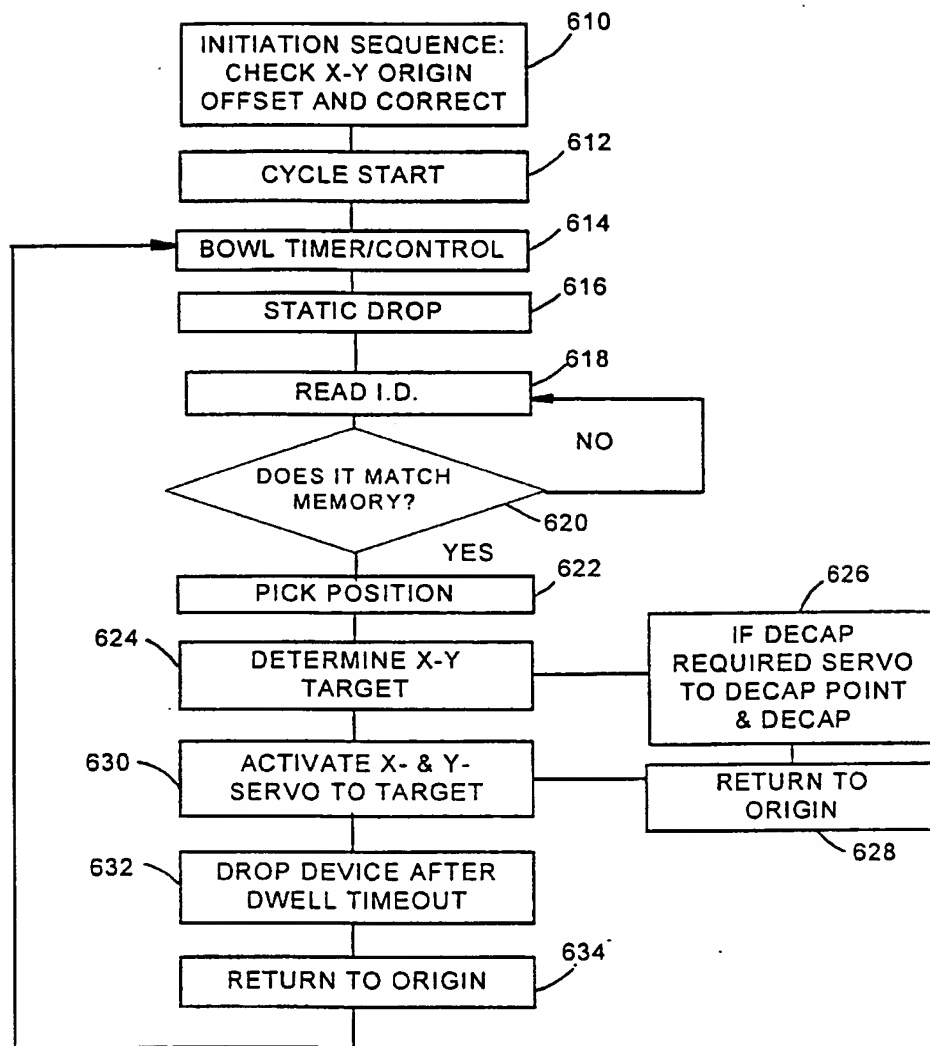 610
INITIATION SEQUENCE:
CHECK X-Y ORIGIN
OFFSET AND CORRECT
612
CYCLE START
614
BOWL TIMER/CONTROL
616
STATIC DROP
618
READ I.D.
NO
DOES IT MATCH
MEMORY?
620
YES
622
PICK POSITION
624
DETERMINE X-Y
TARGET
626
IF DECAP
REQUIRED SERVO
TO DECAP POINT
& DECAP
630
ACTIVATE X- & Y-
SERVO TO TARGET
RETURN TO
ORIGIN
628
632
DROP DEVICE AFTER
DWELL TIMEOUT
634
RETURN TO ORIGIN